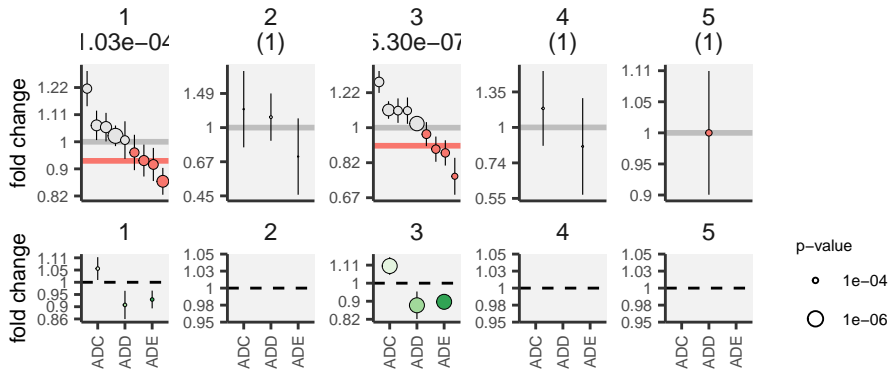 1 2 3 4 5
1.03e−04 (1) 5.30e−07 (1) (1)
fold change
1.22 1.11 1 0.9 0.82
1.49 1 0.67 0.45
1.22 1 0.82 0.67
1.35 1 0.74 0.55
1.11 1.05 1 0.95 0.9
1 2 3 4 5
fold change
1.11 1.05 1 0.95 0.9 0.86
1.05 1.03 1 0.98 0.95
1.11 1 0.9 0.82
1.05 1.03 1 0.98 0.95
1.05 1.03 1 0.98 0.95
ADC ADD ADE ADC ADD ADE ADC ADD ADE ADC ADD ADE ADC ADD ADE
p−value
1e−04
1e−06